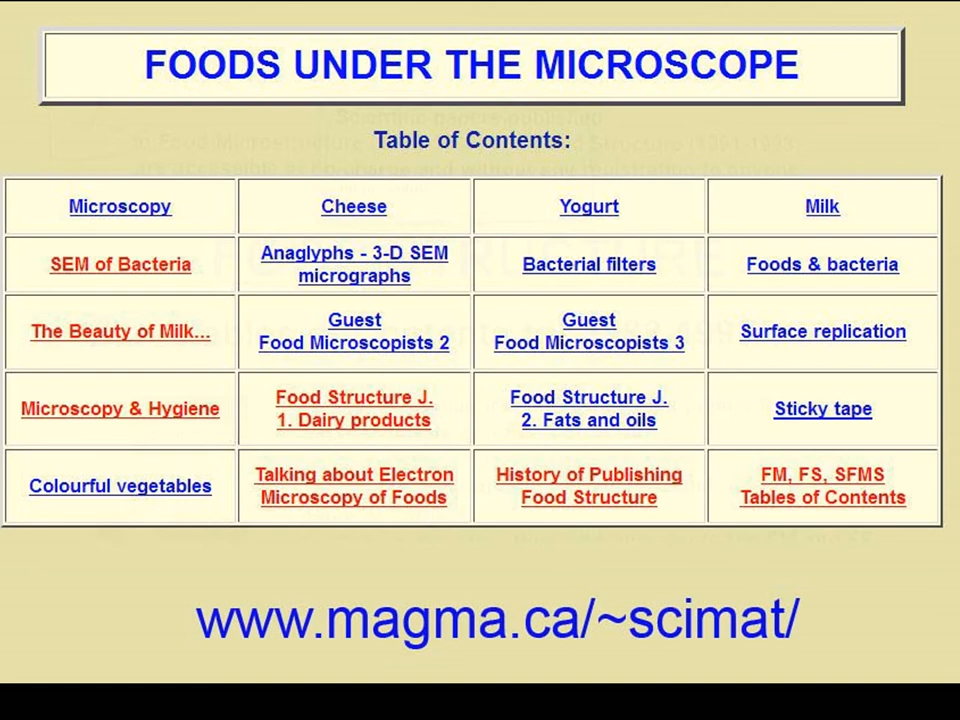 FOODS UNDER THE MICROSCOPE
Table of Contents:
Microscopy
Cheese
Yogurt
Milk
SEM of Bacteria
Anaglyphs - 3-D SEM
micrographs
Bacterial filters
Foods & bacteria
The Beauty of Milk...
Guest
Food Microscopists 2
Guest
Food Microscopists 3
Surface replication
Microscopy & Hygiene
Food Structure J.
1. Dairy products
Food Structure J.
2. Fats and oils
Sticky tape
Colourful vegetables
Talking about Electron
Microscopy of Foods
History of Publishing
Food Structure
FM, FS, SFMS
Tables of Contents
www.magma.ca/~scimat/